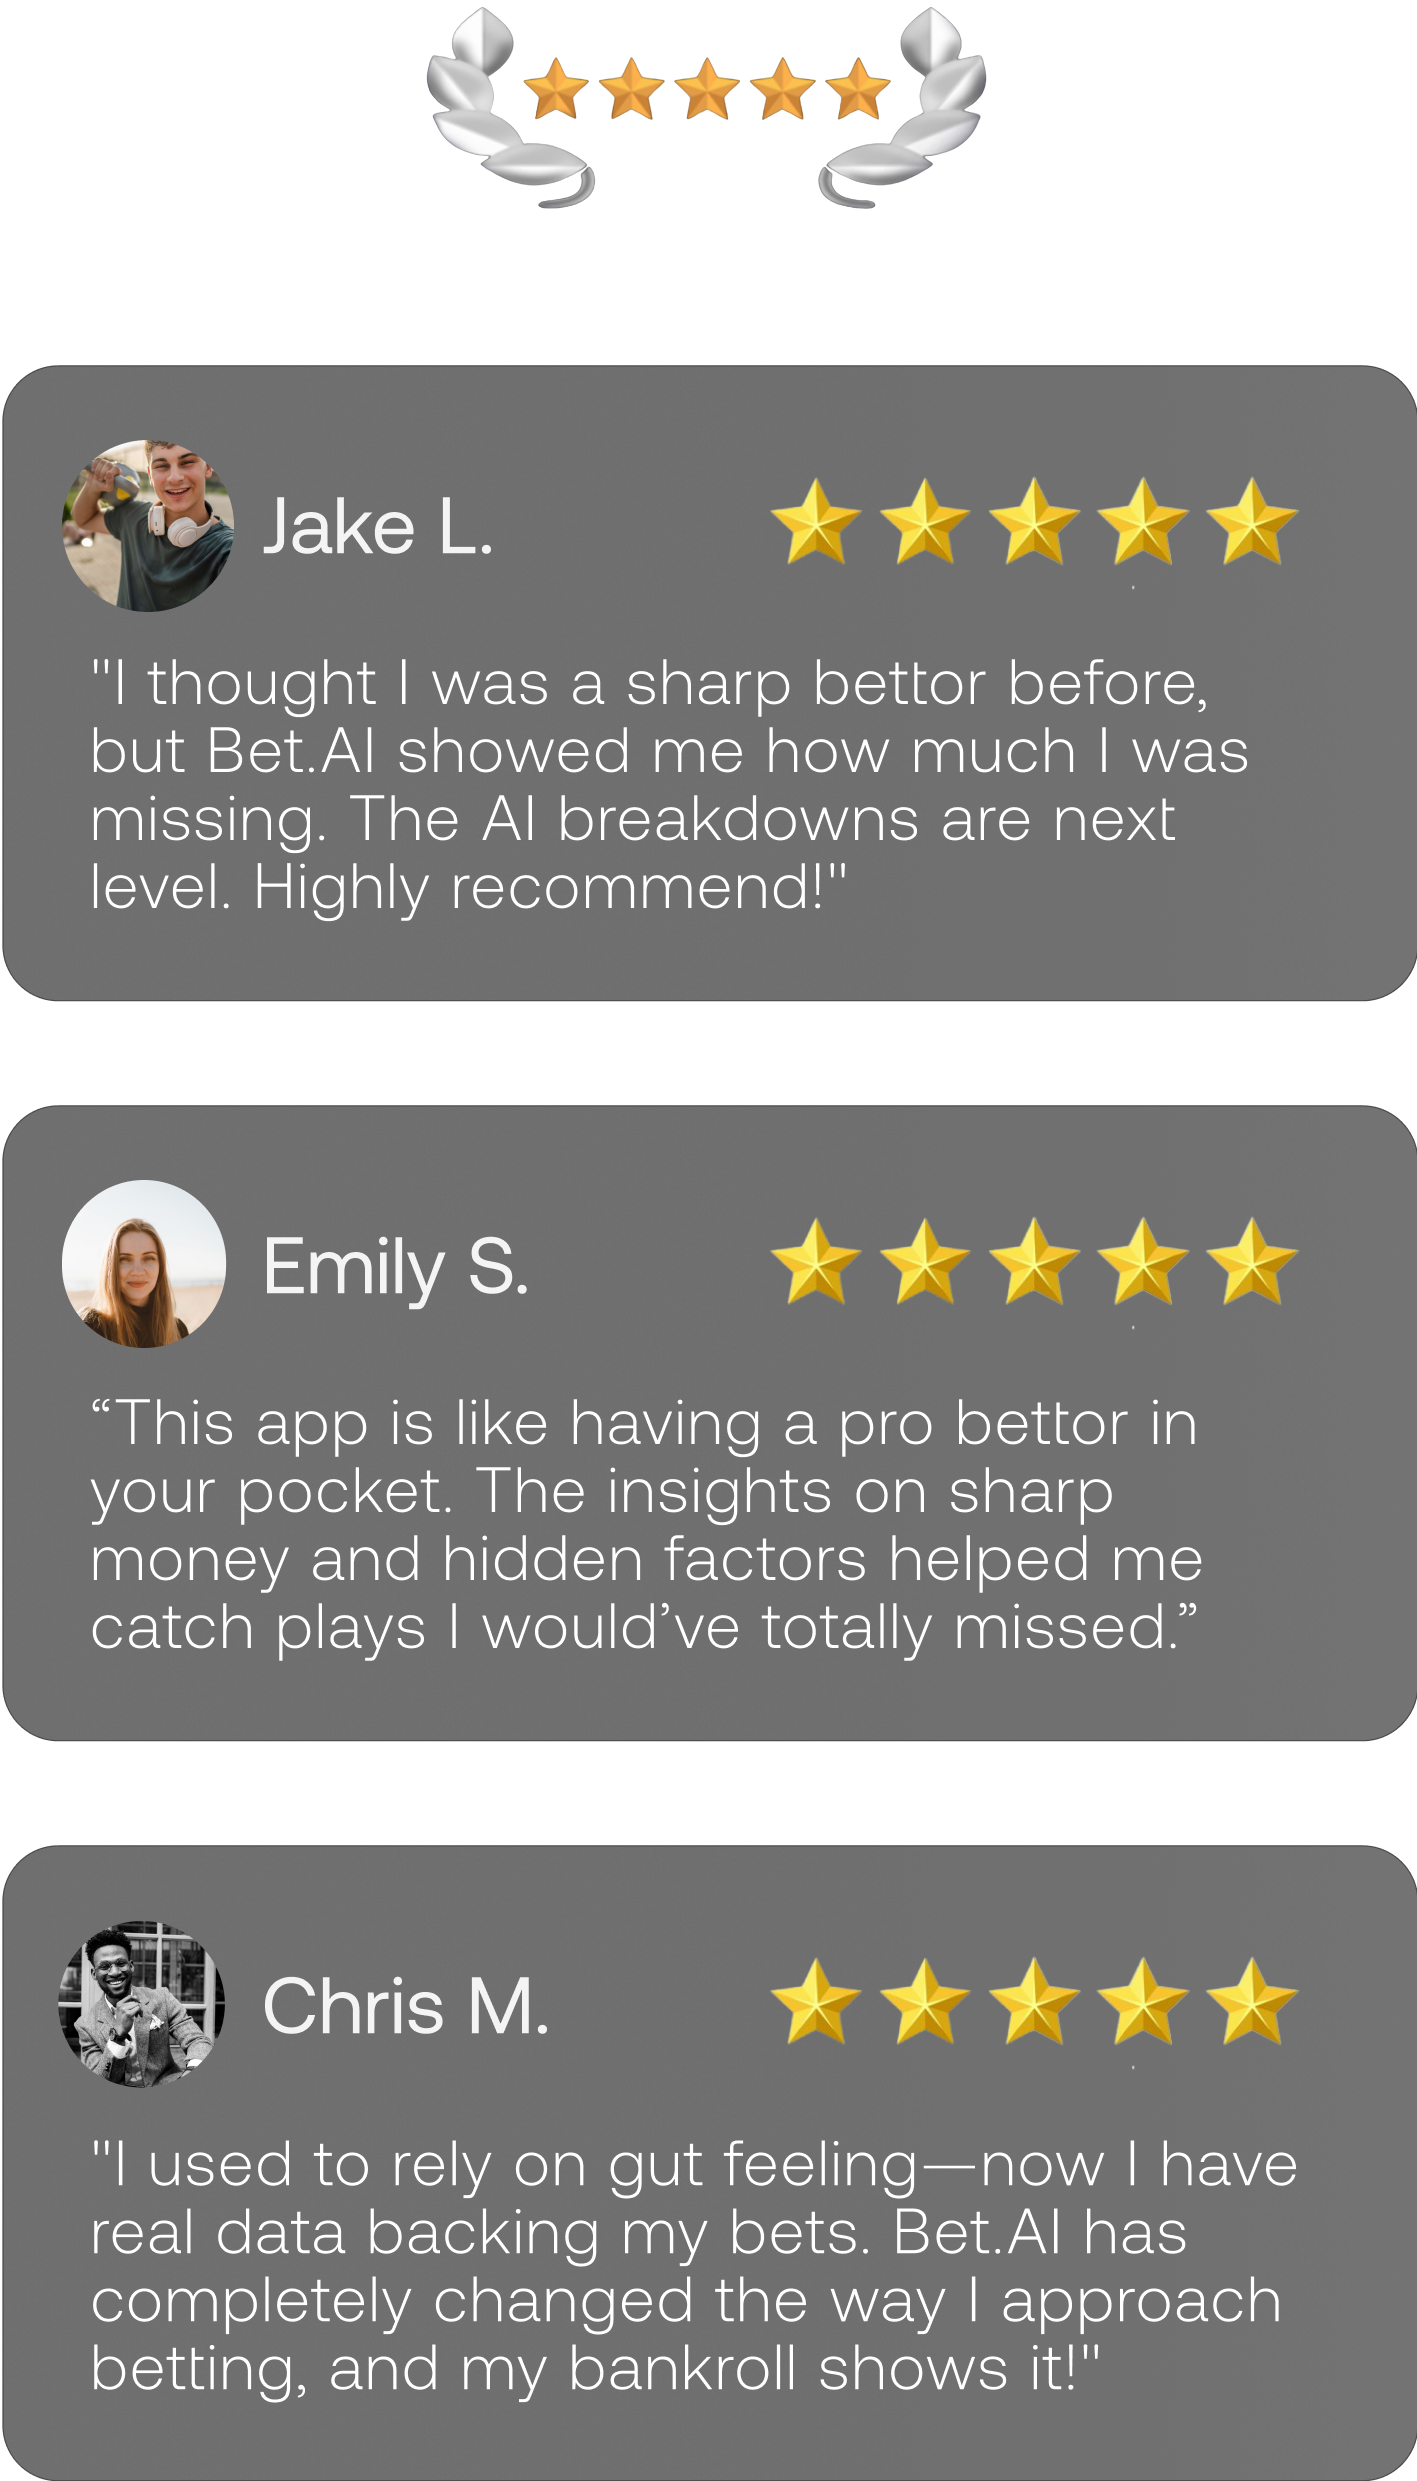 Jake L.
"I thought I was a sharp bettor before,
but Bet.AI showed me how much I was
missing. The AI breakdowns are next
level. Highly recommend!"
Emily S.
“This app is like having a pro bettor in
your pocket. The insights on sharp
money and hidden factors helped me
catch plays I would’ve totally missed.”
Chris M.
"I used to rely on gut feeling—now I have
real data backing my bets. Bet.AI has
completely changed the way I approach
betting, and my bankroll shows it!"